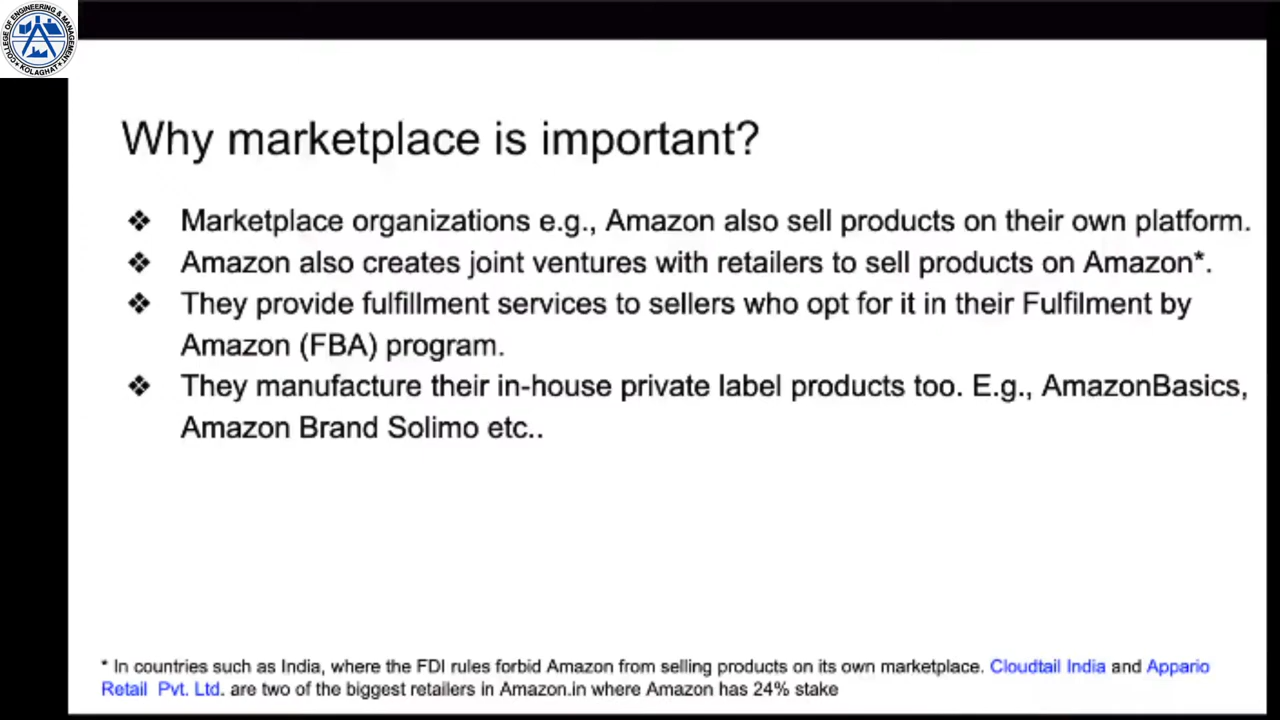 COLLEGE OF ENGINEERING & MANAGEMENT
KOLAGHAT
Why marketplace is important?
❖ Marketplace organizations e.g., Amazon also sell products on their own platform.
❖ Amazon also creates joint ventures with retailers to sell products on Amazon*.
❖ They provide fulfillment services to sellers who opt for it in their Fulfilment by
Amazon (FBA) program.
❖ They manufacture their in-house private label products too. E.g., AmazonBasics,
Amazon Brand Solimo etc..
* In countries such as India, where the FDI rules forbid Amazon from selling products on its own marketplace. Cloudtail India and Appario
Retail Pvt. Ltd. are two of the biggest retailers in Amazon.in where Amazon has 24% stake